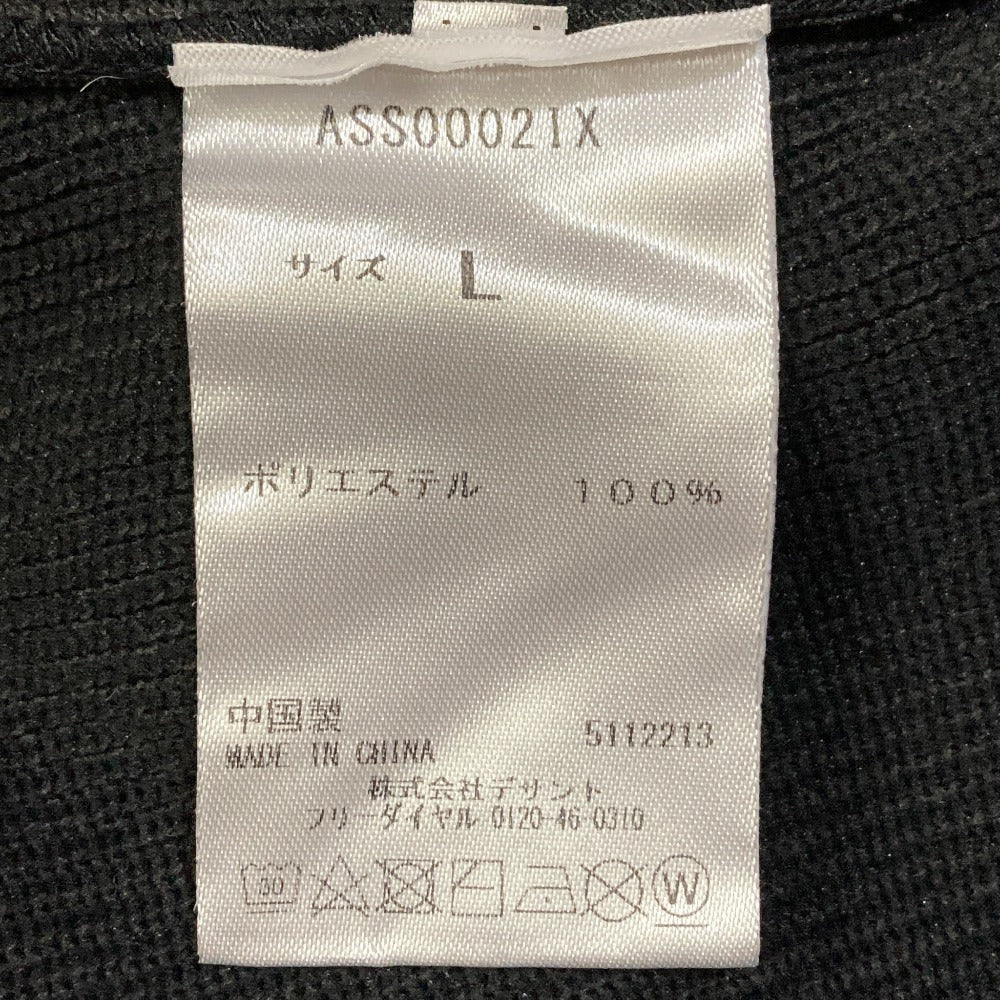 ASS0002IX
サイズ L
ポリエステル 100%
中国製
MADE IN CHINA 5112213
株式会社デサント
フリーダイヤル 0120-46-0310
30 W